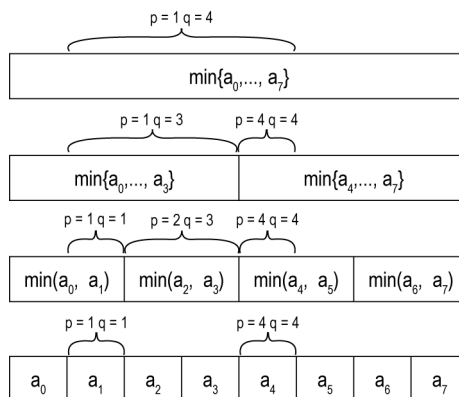 p = 1 q = 4
min{a₀,..., a₇}
p = 1 q = 3 p = 4 q = 4
min{a₀,..., a₃} min{a₄,..., a₇}
p = 1 q = 1 p = 2 q = 3 p = 4 q = 4
min(a₀, a₁) min(a₂, a₃) min(a₄, a₅) min(a₆, a₇)
p = 1 q = 1 p = 4 q = 4
a₀ a₁ a₂ a₃ a₄ a₅ a₆ a₇